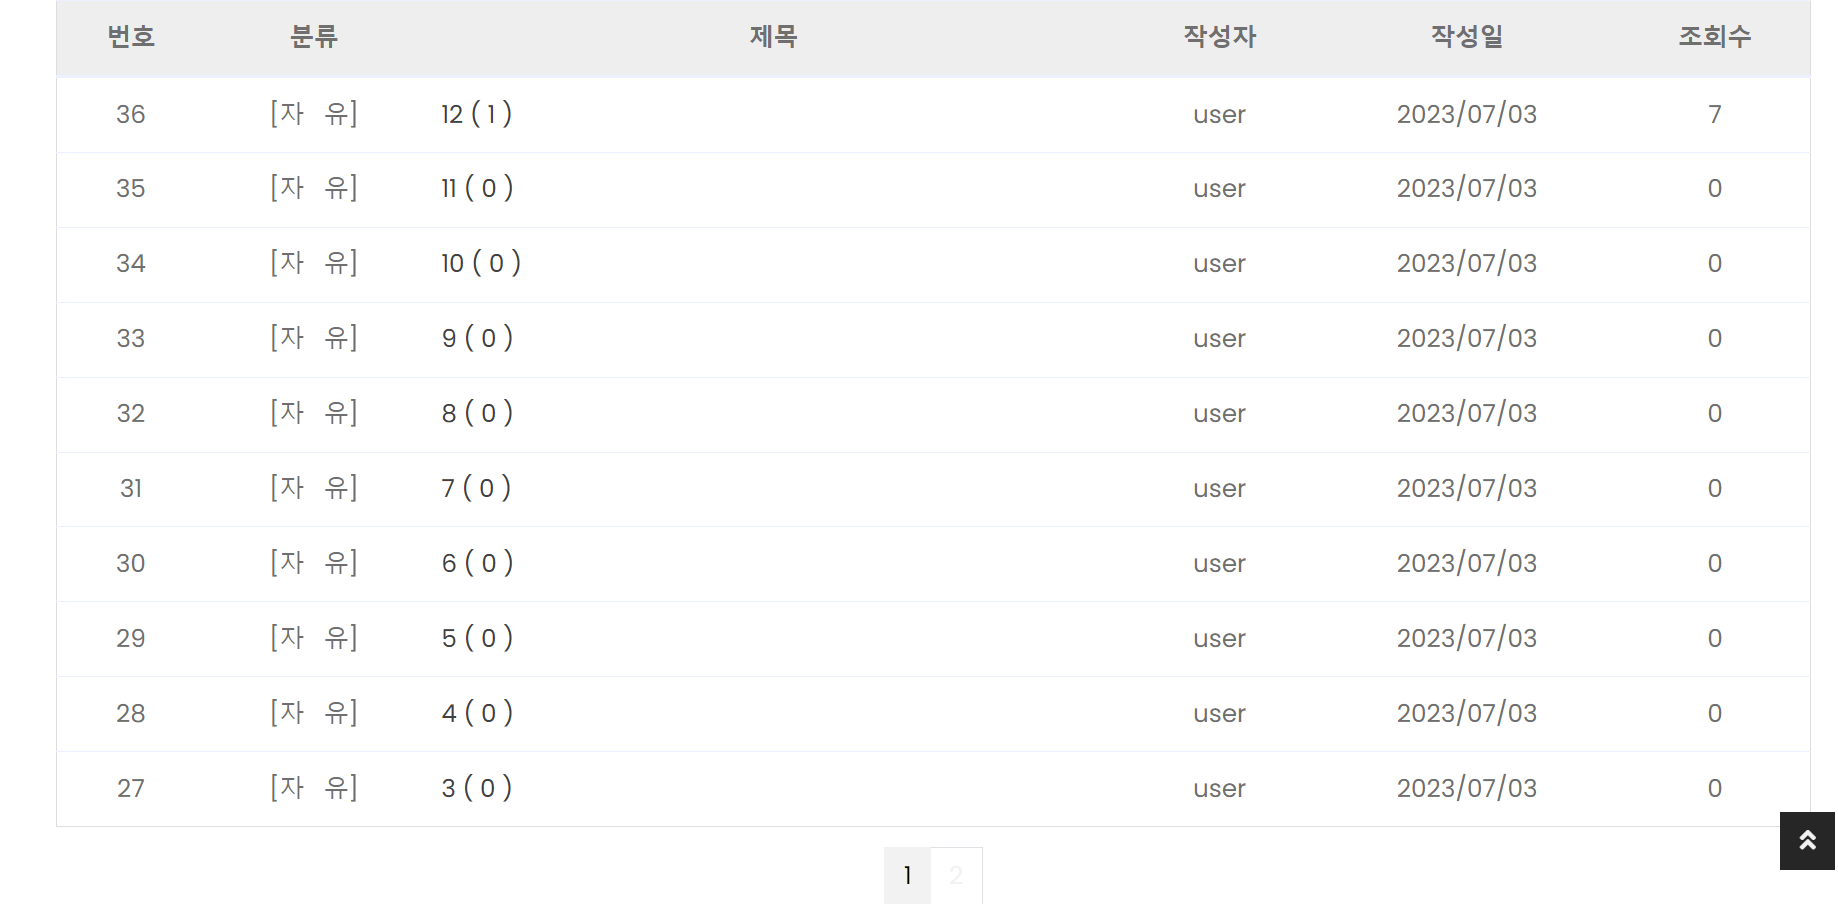 번호 분류 제목 작성자 작성일 조회수
36 [자 유] 12 ( 1 ) user 2023/07/03 7
35 [자 유] 11 ( 0 ) user 2023/07/03 0
34 [자 유] 10 ( 0 ) user 2023/07/03 0
33 [자 유] 9 ( 0 ) user 2023/07/03 0
32 [자 유] 8 ( 0 ) user 2023/07/03 0
31 [자 유] 7 ( 0 ) user 2023/07/03 0
30 [자 유] 6 ( 0 ) user 2023/07/03 0
29 [자 유] 5 ( 0 ) user 2023/07/03 0
28 [자 유] 4 ( 0 ) user 2023/07/03 0
27 [자 유] 3 ( 0 ) user 2023/07/03 0
1 2